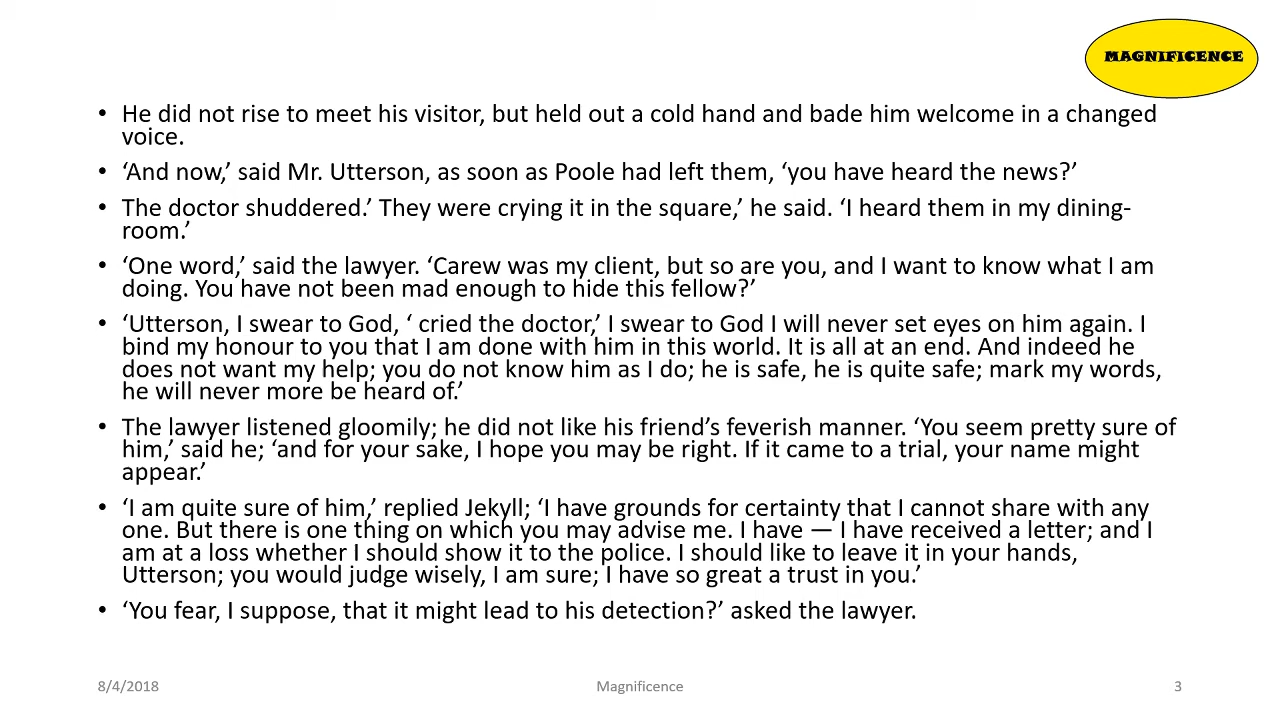 MAGNIFICENCE
• He did not rise to meet his visitor, but held out a cold hand and bade him welcome in a changed
voice.
• ‘And now,’ said Mr. Utterson, as soon as Poole had left them, ‘you have heard the news?’
• The doctor shuddered.’ They were crying it in the square,’ he said. ‘I heard them in my dining-
room.’
• ‘One word,’ said the lawyer. ‘Carew was my client, but so are you, and I want to know what I am
doing. You have not been mad enough to hide this fellow?’
• ‘Utterson, I swear to God, ‘ cried the doctor,’ I swear to God I will never set eyes on him again. I
bind my honour to you that I am done with him in this world. It is all at an end. And indeed he
does not want my help; you do not know him as I do; he is safe, he is quite safe; mark my words,
he will never more be heard of.’
• The lawyer listened gloomily; he did not like his friend’s feverish manner. ‘You seem pretty sure of
him,’ said he; ‘and for your sake, I hope you may be right. If it came to a trial, your name might
appear.’
• ‘I am quite sure of him,’ replied Jekyll; ‘I have grounds for certainty that I cannot share with any
one. But there is one thing on which you may advise me. I have — I have received a letter; and I
am at a loss whether I should show it to the police. I should like to leave it in your hands,
Utterson; you would judge wisely, I am sure; I have so great a trust in you.’
• ‘You fear, I suppose, that it might lead to his detection?’ asked the lawyer.
8/4/2018
Magnificence
3